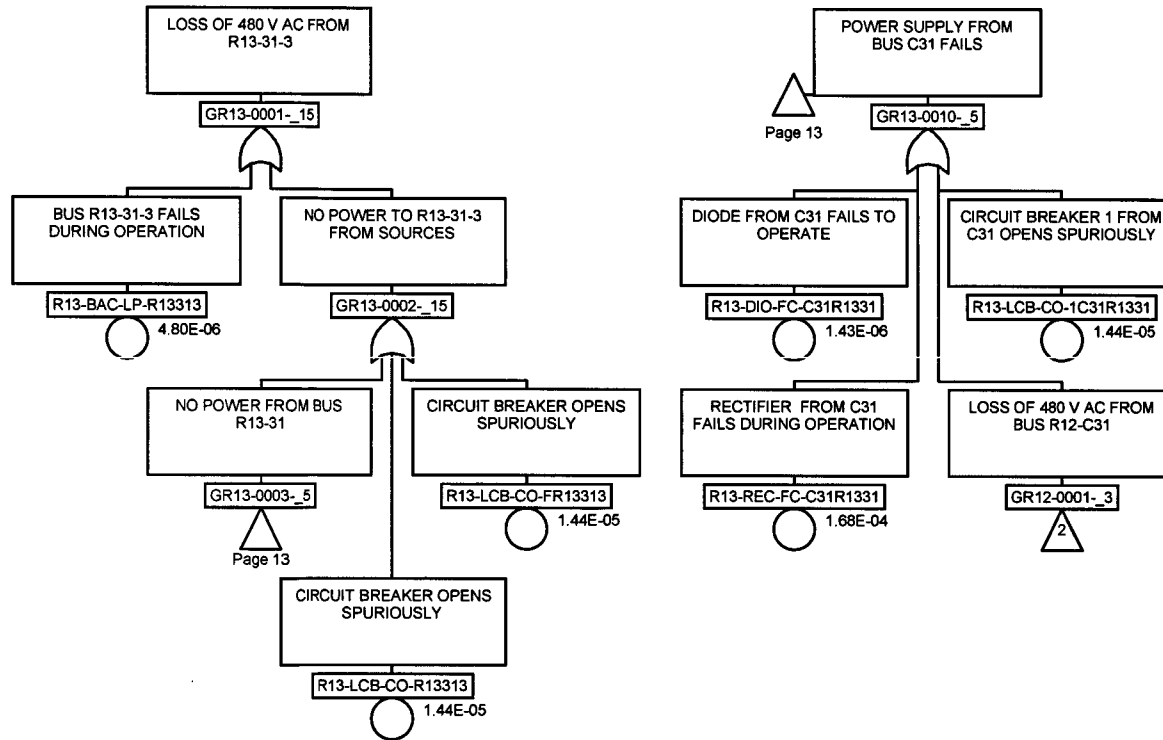 LOSS OF 480 V AC FROM
R13-31-3
GR13-0001-_15
BUS R13-31-3 FAILS
DURING OPERATION
R13-BAC-LP-R13313
4.80E-06
NO POWER TO R13-31-3
FROM SOURCES
GR13-0002-_15
NO POWER FROM BUS
R13-31
GR13-0003-_5
Page 13
CIRCUIT BREAKER OPENS
SPURIOUSLY
R13-LCB-CO-FR13313
1.44E-05
CIRCUIT BREAKER OPENS
SPURIOUSLY
R13-LCB-CO-R13313
1.44E-05
POWER SUPPLY FROM
BUS C31 FAILS
Page 13
GR13-0010-_5
DIODE FROM C31 FAILS TO
OPERATE
R13-DIO-FC-C31R1331
1.43E-06
CIRCUIT BREAKER 1 FROM
C31 OPENS SPURIOUSLY
R13-LCB-CO-1C31R1331
1.44E-05
RECTIFIER FROM C31
FAILS DURING OPERATION
R13-REC-FC-C31R1331
1.68E-04
LOSS OF 480 V AC FROM
BUS R12-C31
GR12-0001-_3
2